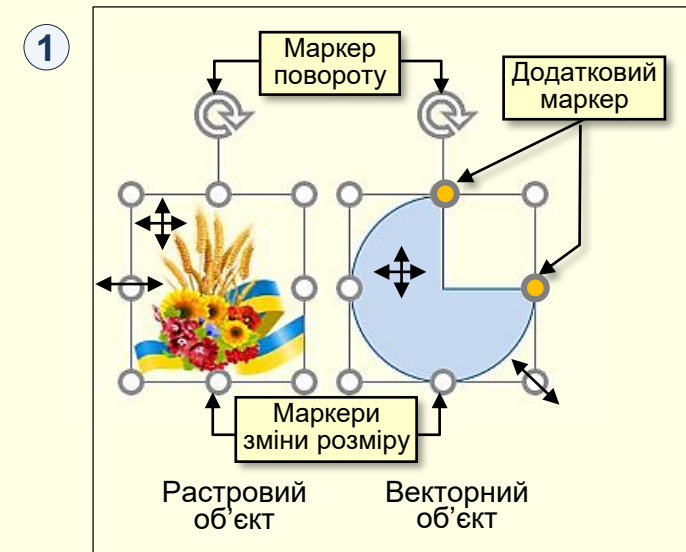 1
Маркер
повороту
Додатковий
маркер
Маркери
зміни розміру
Растровий
об’єкт
Векторний
об’єкт